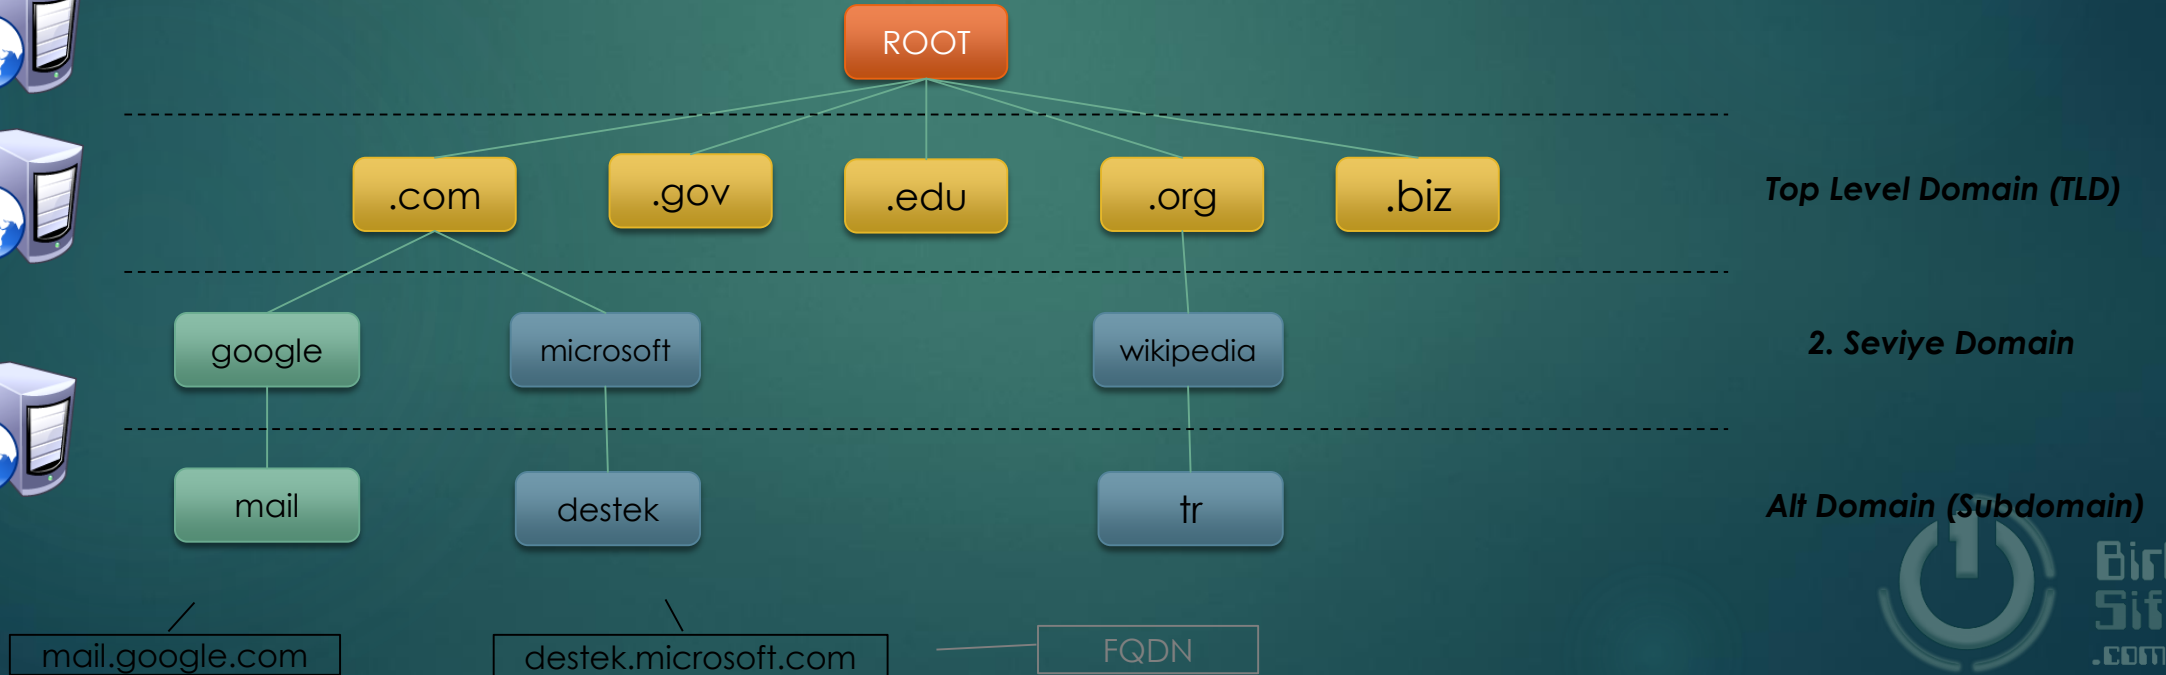 ROOT
.com
.gov
.edu
.org
.biz
Top Level Domain (TLD)
google
microsoft
wikipedia
2. Seviye Domain
mail
destek
tr
Alt Domain (Subdomain)
mail.google.com
destek.microsoft.com
FQDN
.com